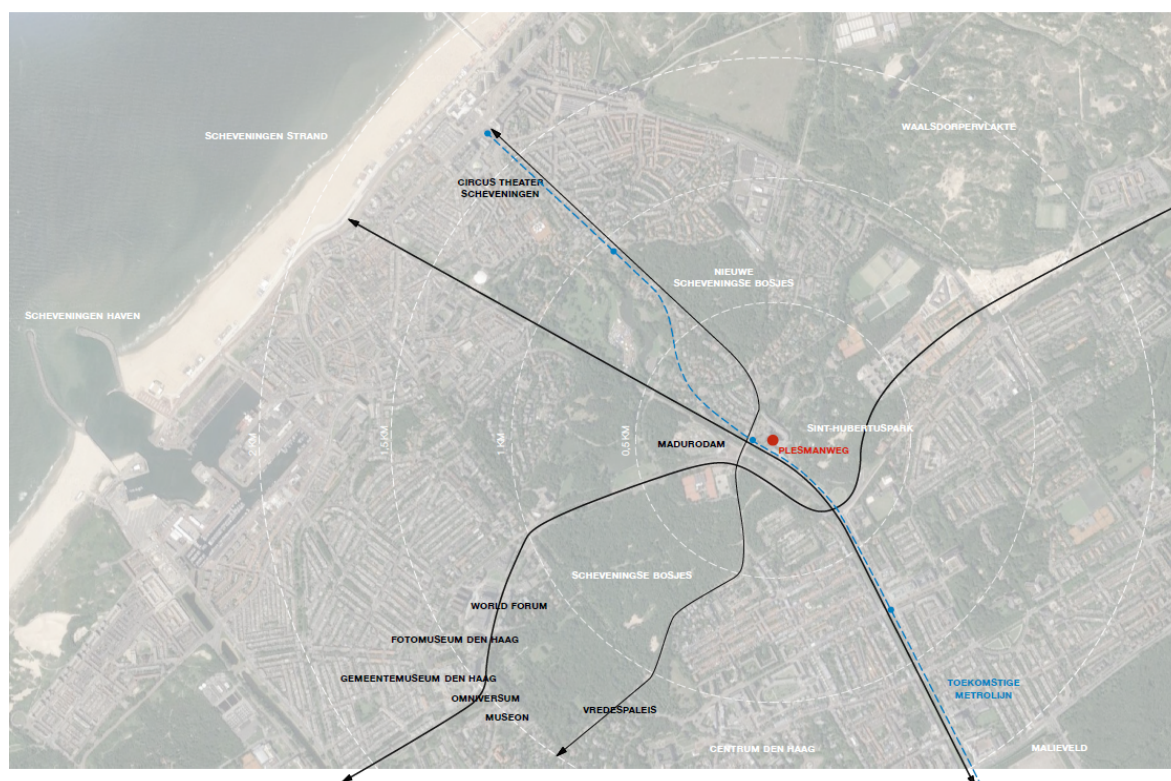 WAALSDORPERVLAKTE
SCHEVENINGEN STRAND
CIRCUS THEATER
SCHEVENINGEN
NIEUWE
SCHEVENINGSE BOSJES
SCHEVENINGEN HAVEN
2 KM
1,5 KM
1 KM
0,5 KM
MADURODAM
SINT-HUBERTUSPARK
PLESMANWEG
SCHEVENINGSE BOSJES
WORLD FORUM
FOTOMUSEUM DEN HAAG
GEMEENTEMUSEUM DEN HAAG
OMNIVERSUM
MUSEON
VREDESPALEIS
TOEKOMSTIGE
METROLIJN
CENTRUM DEN HAAG
MALIEVELD